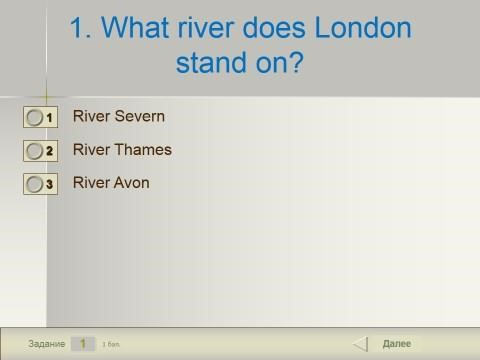 1. What river does London
stand on?
1 River Severn
2 River Thames
3 River Avon
Задание 1 1 бал. Далее